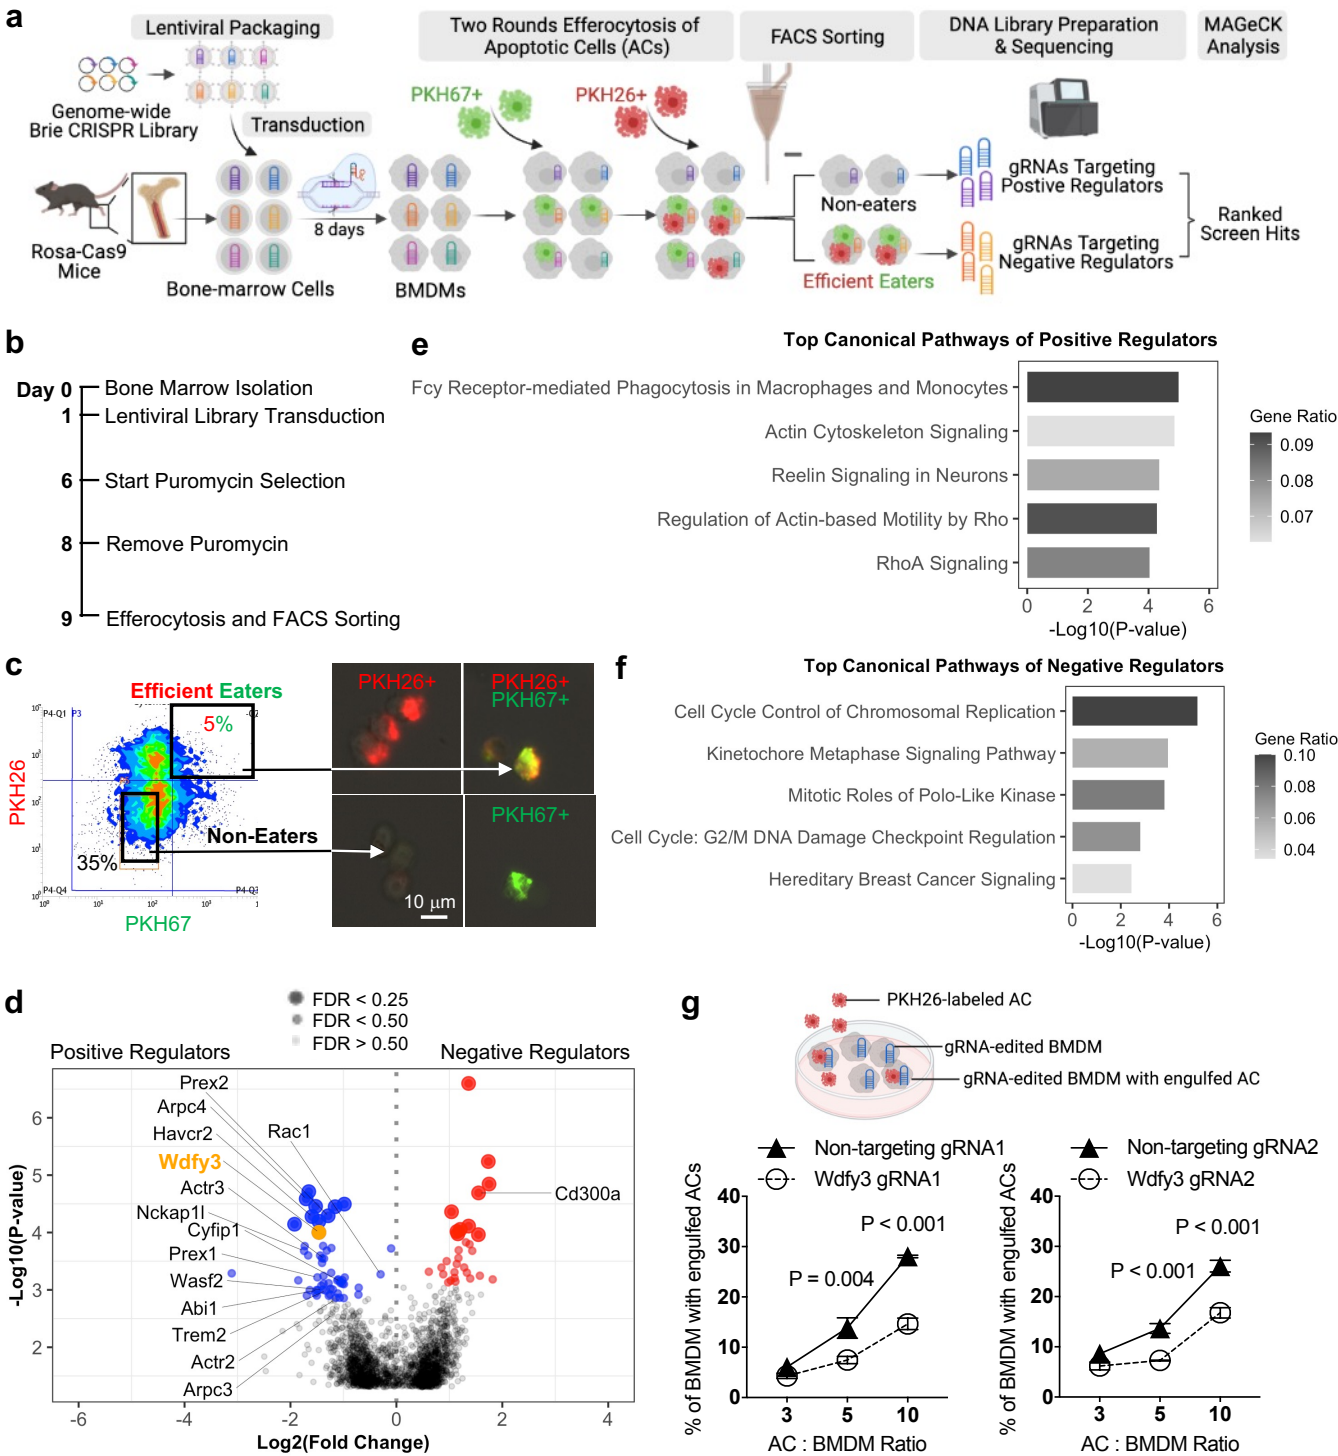 a
Lentiviral Packaging
Two Rounds Efferocytosis of
Apoptotic Cells (ACs)
FACS Sorting
DNA Library Preparation
& Sequencing
MAGeCK
Analysis
Genome-wide
Brie CRISPR Library
Transduction
PKH67+
PKH26+
Rosa-Cas9
Mice
8 days
Bone-marrow Cells
BMDMs
Non-eaters
Efficient Eaters
gRNAs Targeting
Postive Regulators
gRNAs Targeting
Negative Regulators
Ranked
Screen Hits
b
Day 0 Bone Marrow Isolation
1 Lentiviral Library Transduction
6 Start Puromycin Selection
8 Remove Puromycin
9 Efferocytosis and FACS Sorting
e
Top Canonical Pathways of Positive Regulators
Fcy Receptor-mediated Phagocytosis in Macrophages and Monocytes
Actin Cytoskeleton Signaling
Reelin Signaling in Neurons
Regulation of Actin-based Motility by Rho
RhoA Signaling
0 2 4 6
-Log10(P-value)
Gene Ratio
0.09
0.08
0.07
c
Efficient Eaters
P4-Q1 P3
5%
PKH26
Non-Eaters
35%
P4-Q4
10⁰ 10¹ 10² 10³
PKH67
PKH26+
PKH26+
PKH67+
PKH67+
10 μm
f
Top Canonical Pathways of Negative Regulators
Cell Cycle Control of Chromosomal Replication
Kinetochore Metaphase Signaling Pathway
Mitotic Roles of Polo-Like Kinase
Cell Cycle: G2/M DNA Damage Checkpoint Regulation
Hereditary Breast Cancer Signaling
0 2 4 6
-Log10(P-value)
Gene Ratio
0.10
0.08
0.06
0.04
d
FDR < 0.25
FDR < 0.50
FDR > 0.50
Positive Regulators
Negative Regulators
Prex2
Arpc4
Havcr2
Rac1
Wdfy3
Actr3
Nckap1l
Cyfip1
Prex1
Wasf2
Abi1
Trem2
Actr2
Arpc3
Cd300a
-Log10(P-value)
6
5
4
3
2
-6 -4 -2 0 2 4
Log2(Fold Change)
g
PKH26-labeled AC
gRNA-edited BMDM
gRNA-edited BMDM with engulfed AC
Non-targeting gRNA1
Wdfy3 gRNA1
% of BMDM with engulfed ACs
40
30
20
10
0
P < 0.001
P = 0.004
3 5 10
AC : BMDM Ratio
Non-targeting gRNA2
Wdfy3 gRNA2
% of BMDM with engulfed ACs
40
30
20
10
0
P < 0.001
P < 0.001
3 5 10
AC : BMDM Ratio